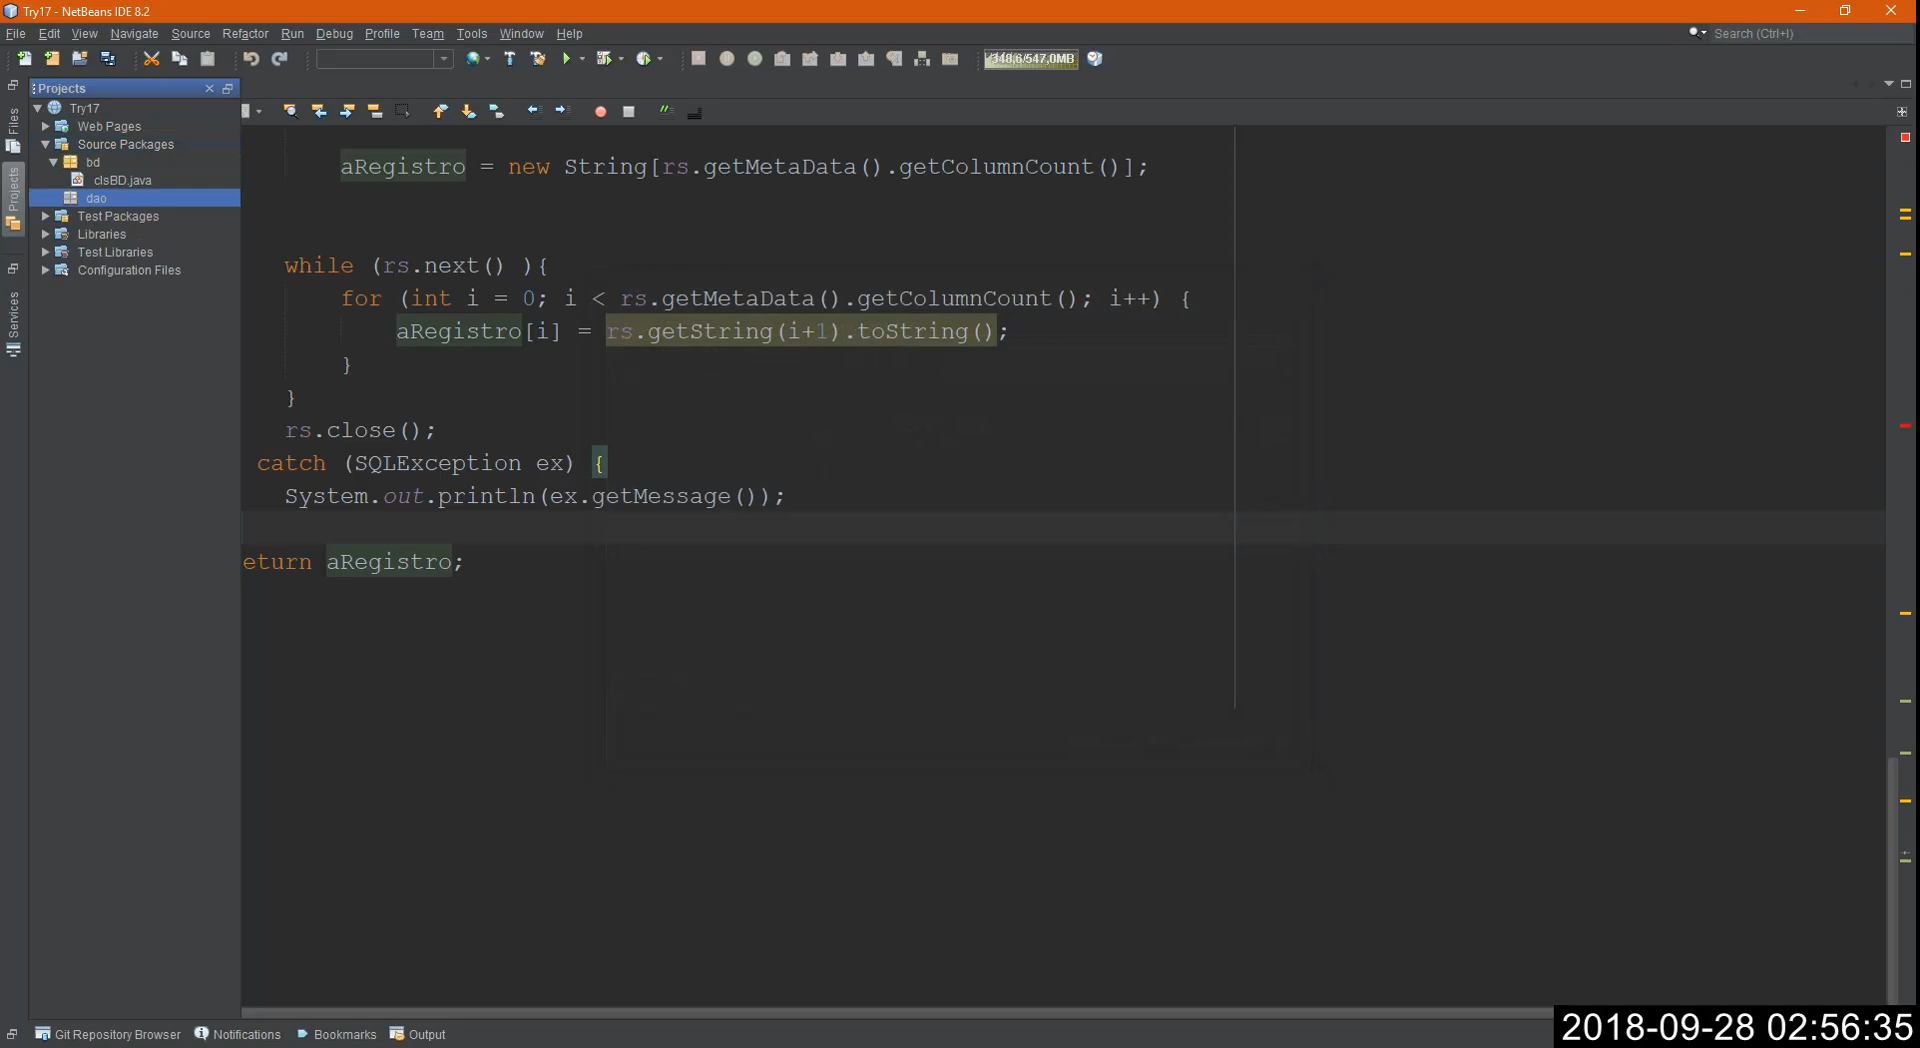 Try17 - NetBeans IDE 8.2
File Edit View Navigate Source Refactor Run Debug Profile Team Tools Window Help
Search (Ctrl+I)
348,6/547,0MB
Projects
Files
Projects
Services
Try17
Web Pages
Source Packages
bd
clsBD.java
dao
Test Packages
Libraries
Test Libraries
Configuration Files
aRegistro = new String[rs.getMetaData().getColumnCount()];
while (rs.next() ){
for (int i = 0; i < rs.getMetaData().getColumnCount(); i++) {
aRegistro[i] = rs.getString(i+1).toString();
}
}
rs.close();
catch (SQLException ex) {
System.out.println(ex.getMessage());
eturn aRegistro;
Git Repository Browser Notifications Bookmarks Output
2018-09-28 02:56:35